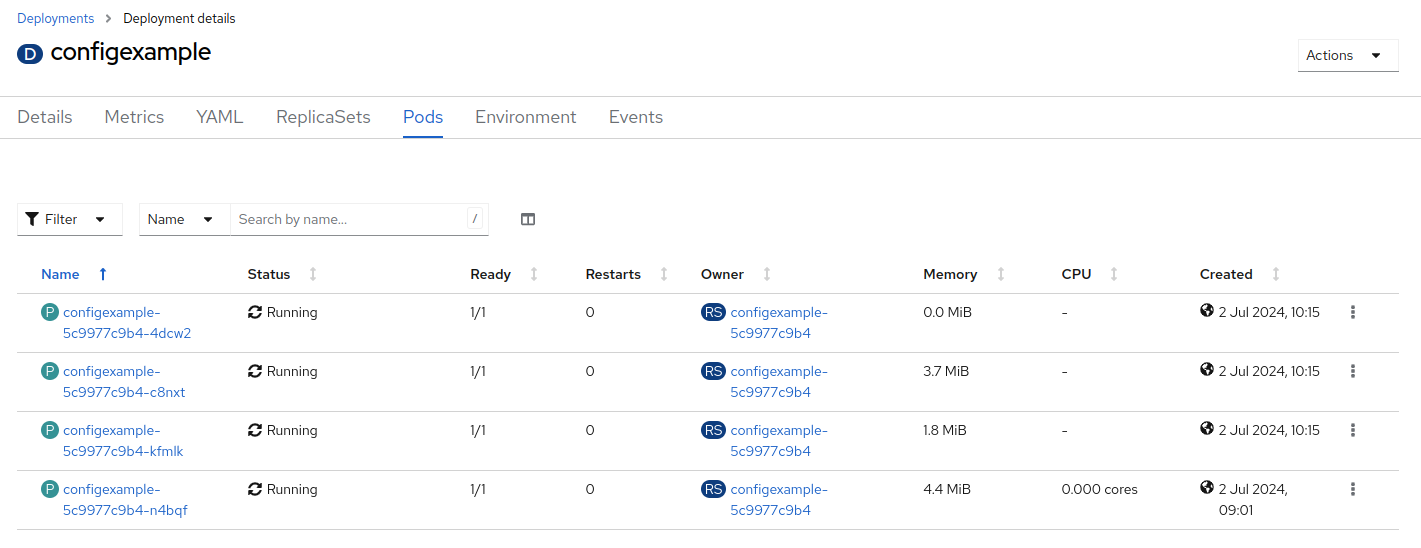 Deployments > Deployment details
D configexample
Actions
Details Metrics YAML ReplicaSets Pods Environment Events
Filter Name Search by name... /
Name Status Ready Restarts Owner Memory CPU Created
P configexample- Running 1/1 0 RS configexample- 0.0 MiB - 2 Jul 2024, 10:15
5c9977c9b4-4dcw2 5c9977c9b4
P configexample- Running 1/1 0 RS configexample- 3.7 MiB - 2 Jul 2024, 10:15
5c9977c9b4-c8nxt 5c9977c9b4
P configexample- Running 1/1 0 RS configexample- 1.8 MiB - 2 Jul 2024, 10:15
5c9977c9b4-kfmlk 5c9977c9b4
P configexample- Running 1/1 0 RS configexample- 4.4 MiB 0.000 cores 2 Jul 2024,
5c9977c9b4-n4bqf 5c9977c9b4 09:01